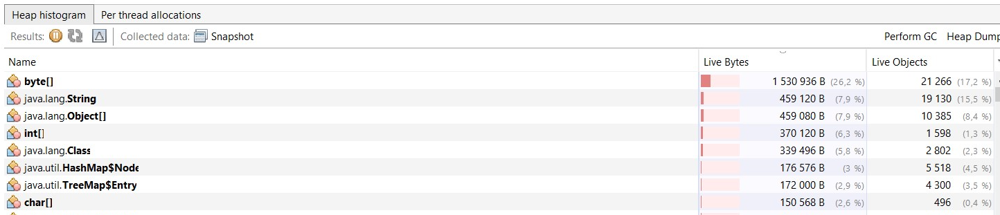 Heap histogram Per thread allocations
Results: Collected data: Snapshot Perform GC Heap Dump
Name Live Bytes Live Objects
byte[] 1 530 936 B (26,2 %) 21 266 (17,2 %)
java.lang.String 459 120 B (7,9 %) 19 130 (15,5 %)
java.lang.Object[] 459 080 B (7,9 %) 10 385 (8,4 %)
int[] 370 120 B (6,3 %) 1 598 (1,3 %)
java.lang.Class 339 496 B (5,8 %) 2 802 (2,3 %)
java.util.HashMap$Node 176 576 B (3 %) 5 518 (4,5 %)
java.util.TreeMap$Entry 172 000 B (2,9 %) 4 300 (3,5 %)
char[] 150 568 B (2,6 %) 496 (0,4 %)